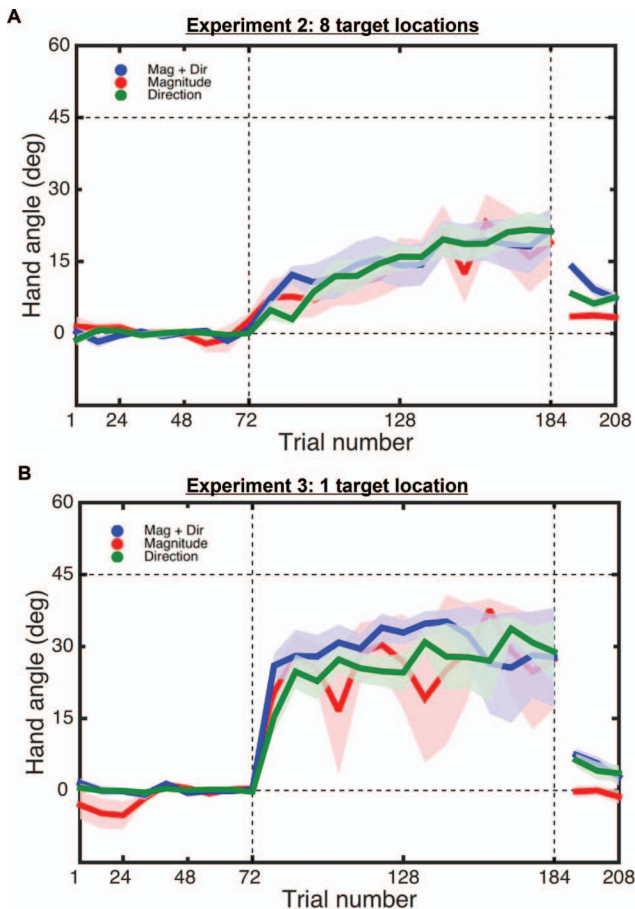 A
Experiment 2: 8 target locations
60
45
30
15
0
Hand angle (deg)
Mag + Dir
Magnitude
Direction
1 24 48 72 128 184 208
Trial number
B
Experiment 3: 1 target location
60
45
30
15
0
Hand angle (deg)
Mag + Dir
Magnitude
Direction
1 24 48 72 128 184 208
Trial number